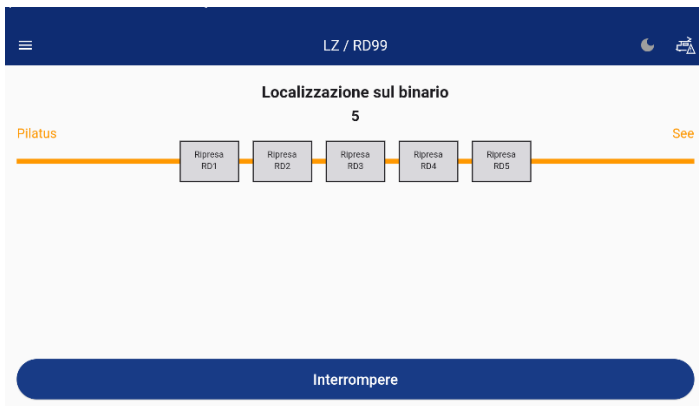 LZ / RD99
Localizzazione sul binario
5
Pilatus
See
Ripresa RD1
Ripresa RD2
Ripresa RD3
Ripresa RD4
Ripresa RD5
Interrompere